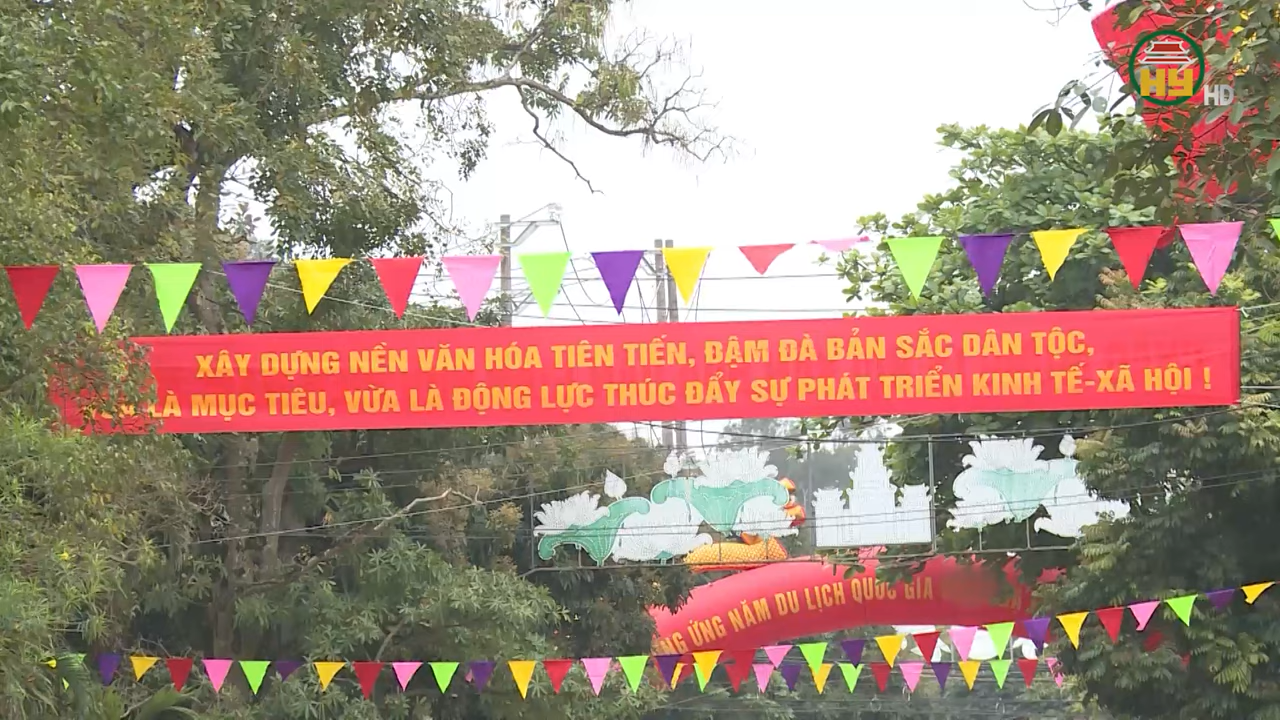 HY HD
XÂY DỰNG NỀN VĂN HÓA TIÊN TIẾN, ĐẬM ĐÀ BẢN SẮC DÂN TỘC,
LÀ MỤC TIÊU, VỪA LÀ ĐỘNG LỰC THÚC ĐẨY SỰ PHÁT TRIỂN KINH TẾ-XÃ HỘI !
ỨNG NĂM DU LỊCH QUỐC GIA